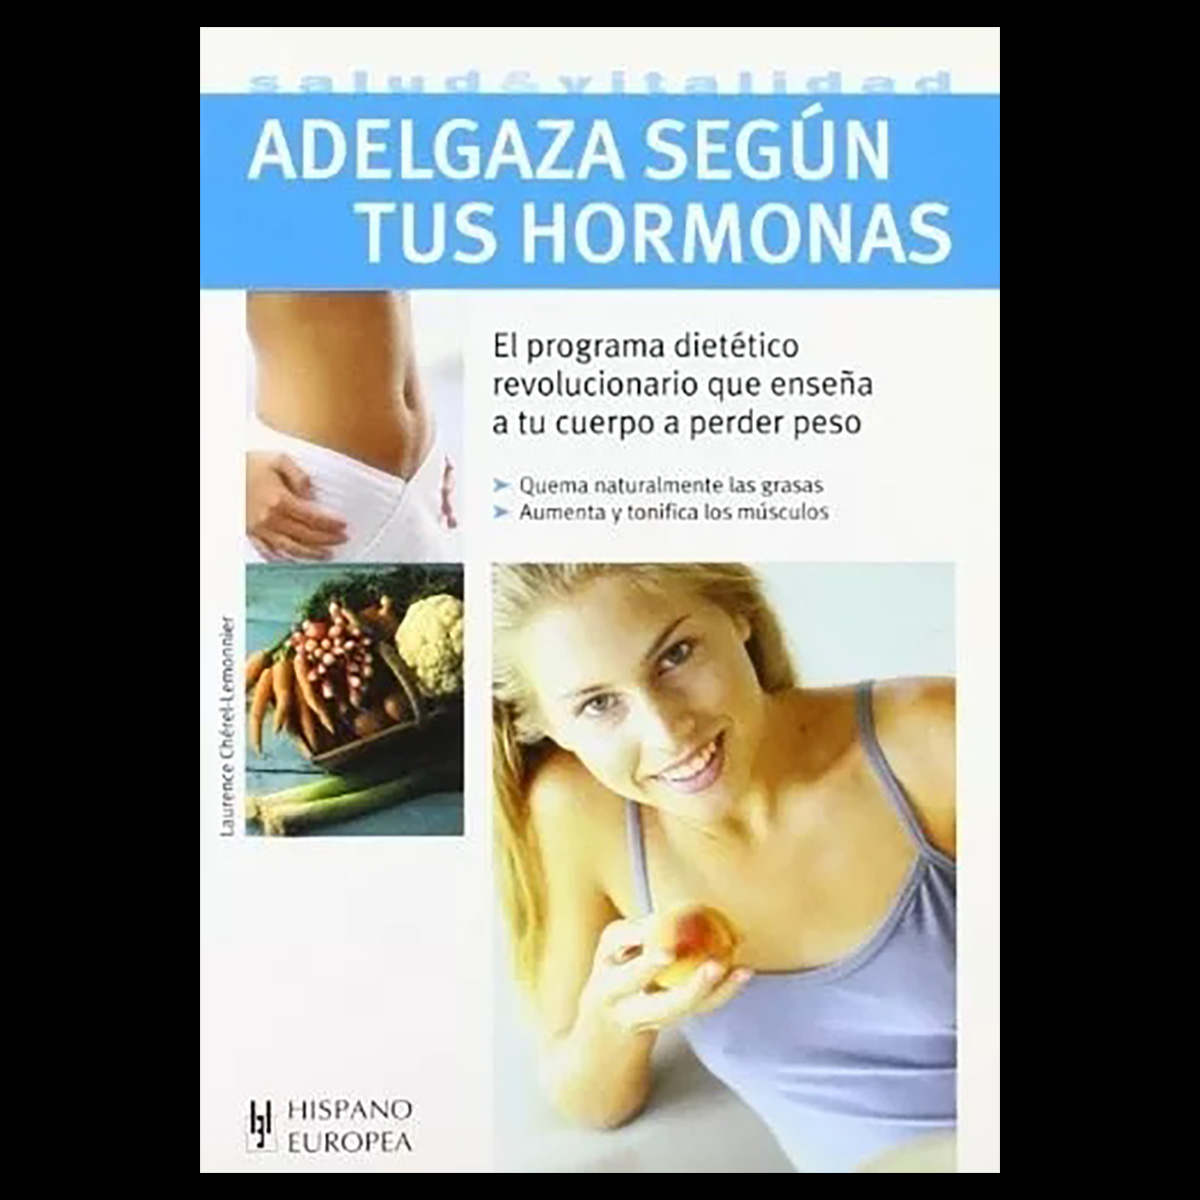 salud&vitalidad
ADELGAZA SEGÚN
TUS HORMONAS
El programa dietético
revolucionario que enseña
a tu cuerpo a perder peso
➤ Quema naturalmente las grasas
➤ Aumenta y tonifica los músculos
Laurence Chérel-Lemonnier
HISPANO
EUROPEA